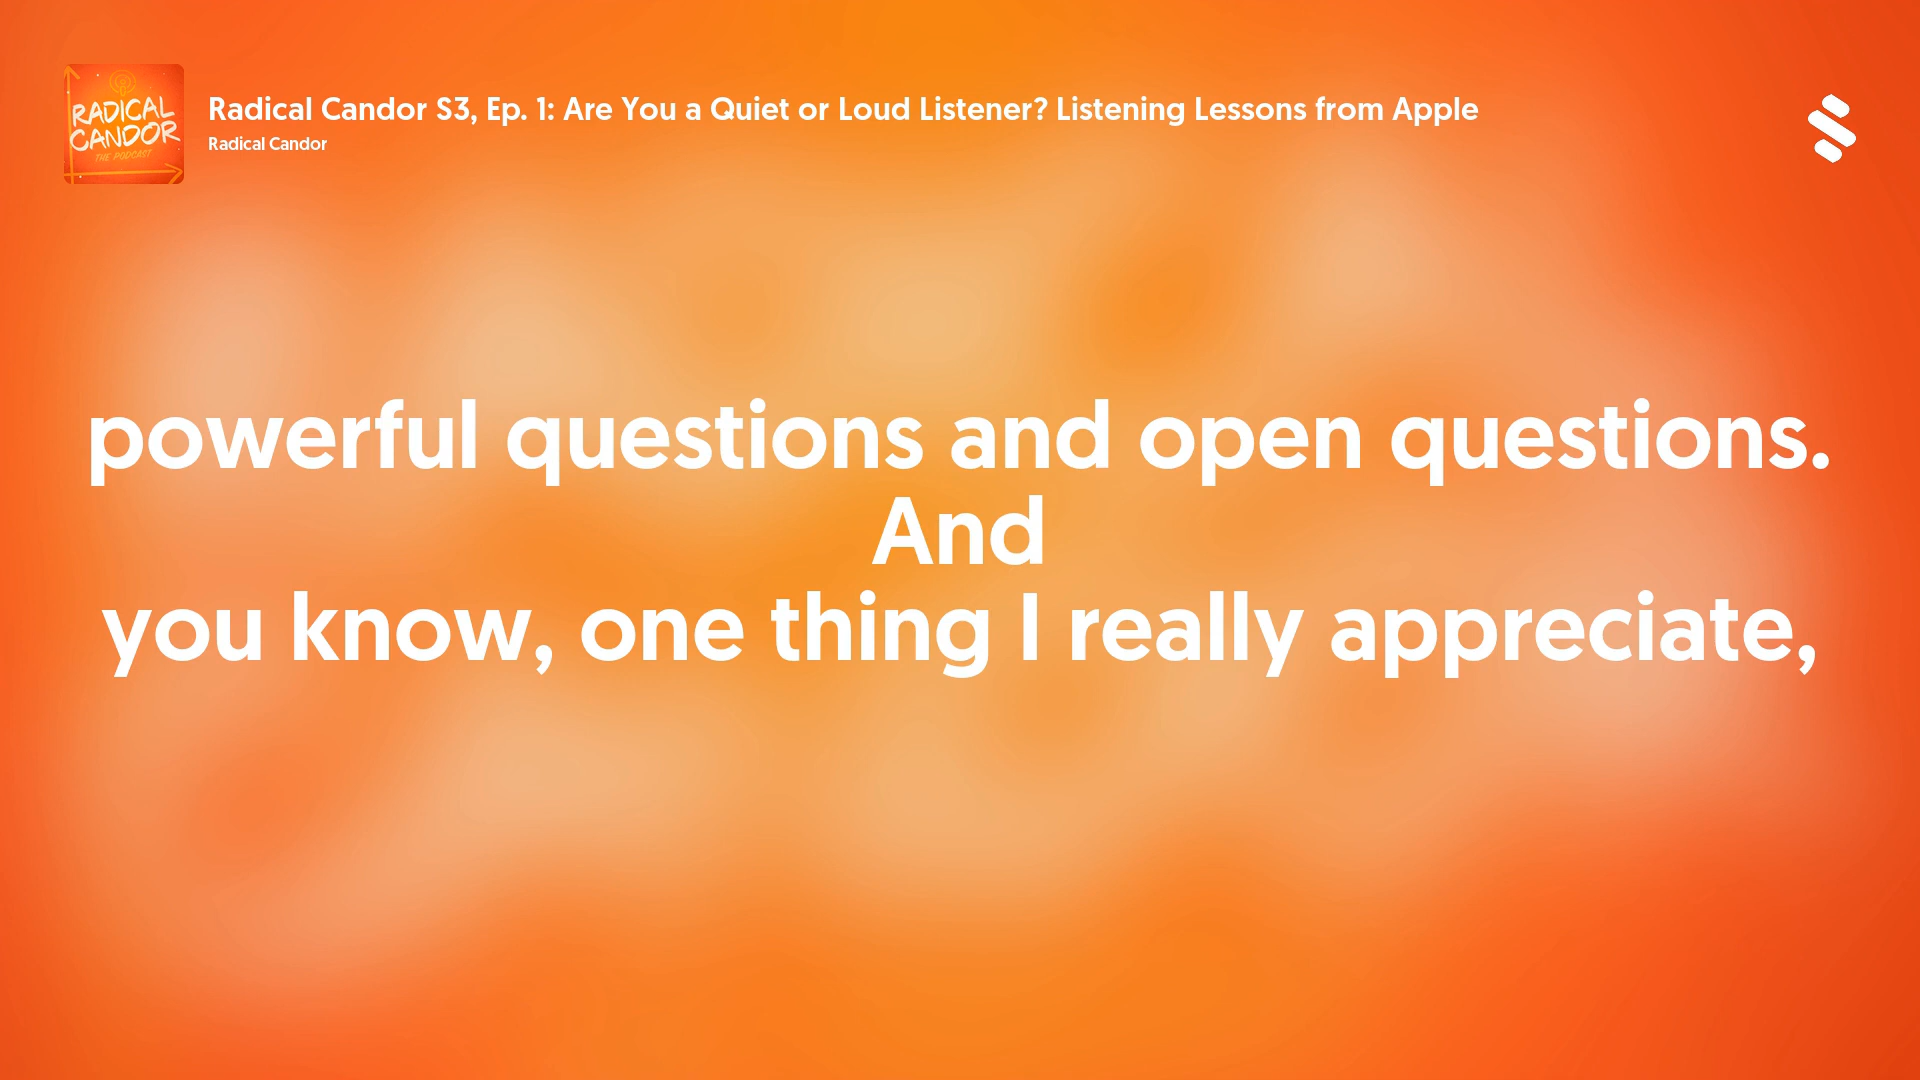 RADICAL
CANDOR
THE PODCAST
Radical Candor S3, Ep. 1: Are You a Quiet or Loud Listener? Listening Lessons from Apple
Radical Candor
powerful questions and open questions.
And
you know, one thing I really appreciate,